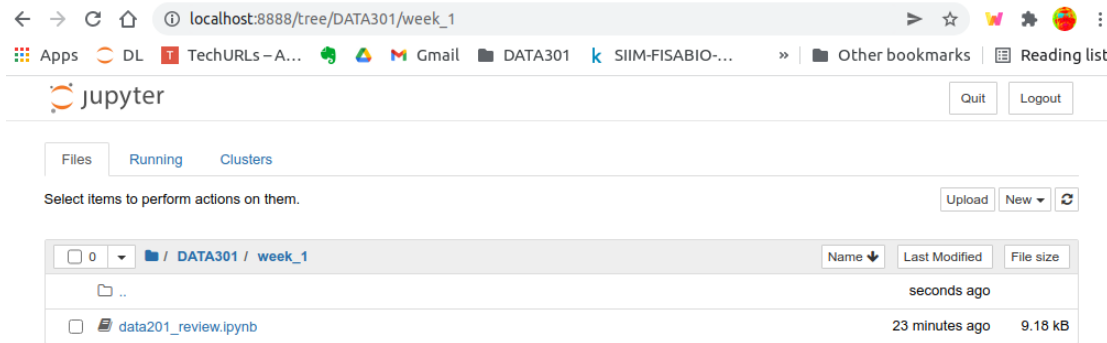 localhost:8888/tree/DATA301/week_1
Apps DL T TechURLs – A... M Gmail DATA301 k SIIM-FISABIO-... » Other bookmarks Reading list
jupyter Quit Logout
Files Running Clusters
Select items to perform actions on them. Upload New
0 / DATA301 / week_1 Name Last Modified File size
.. seconds ago
data201_review.ipynb 23 minutes ago 9.18 kB